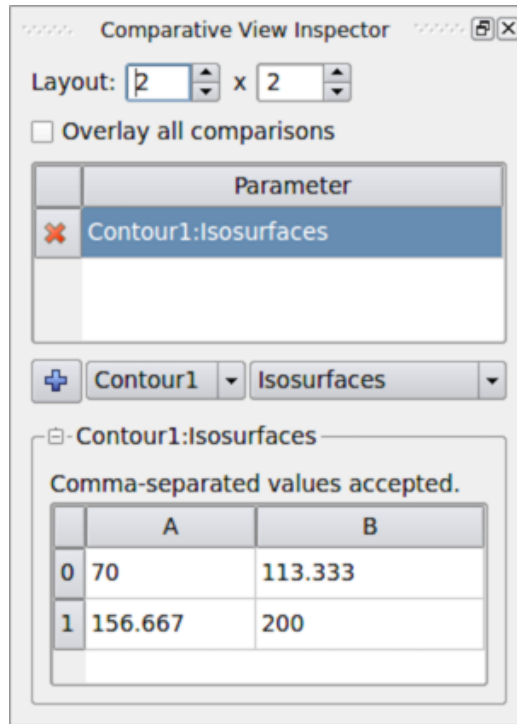 Comparative View Inspector
Layout: 2 x 2
Overlay all comparisons
Parameter
Contour1:Isosurfaces
Contour1 Isosurfaces
Contour1:Isosurfaces
Comma-separated values accepted.
A B
0 70 113.333
1 156.667 200